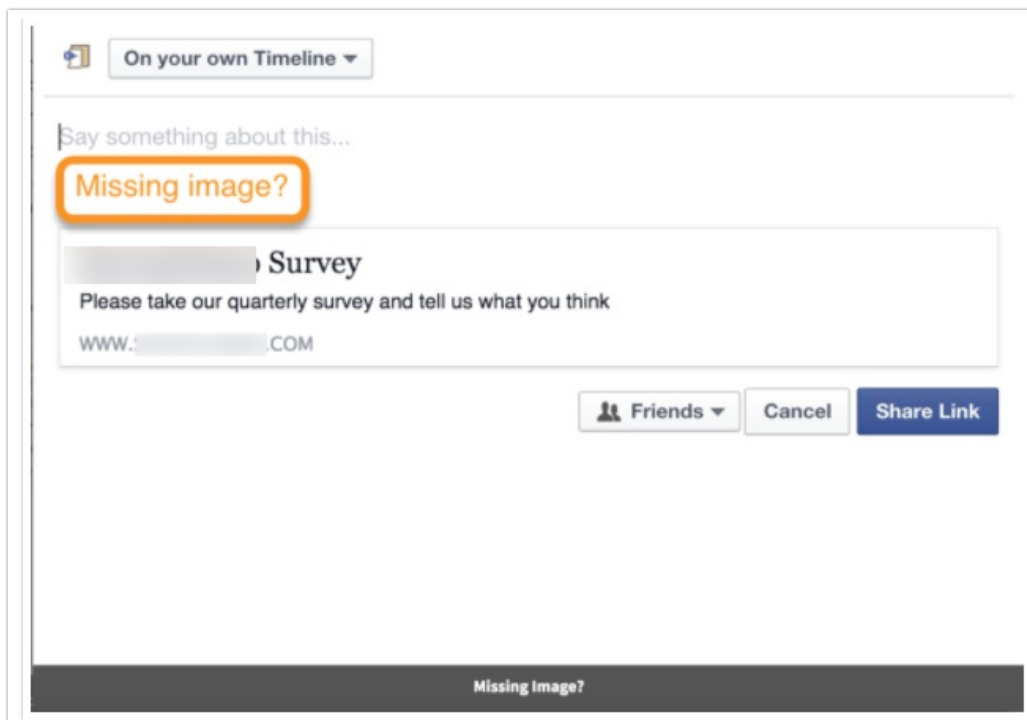 On your own Timeline
Say something about this...
Missing image?
Survey
Please take our quarterly survey and tell us what you think
WWW. .COM
Friends
Cancel
Share Link
Missing Image?